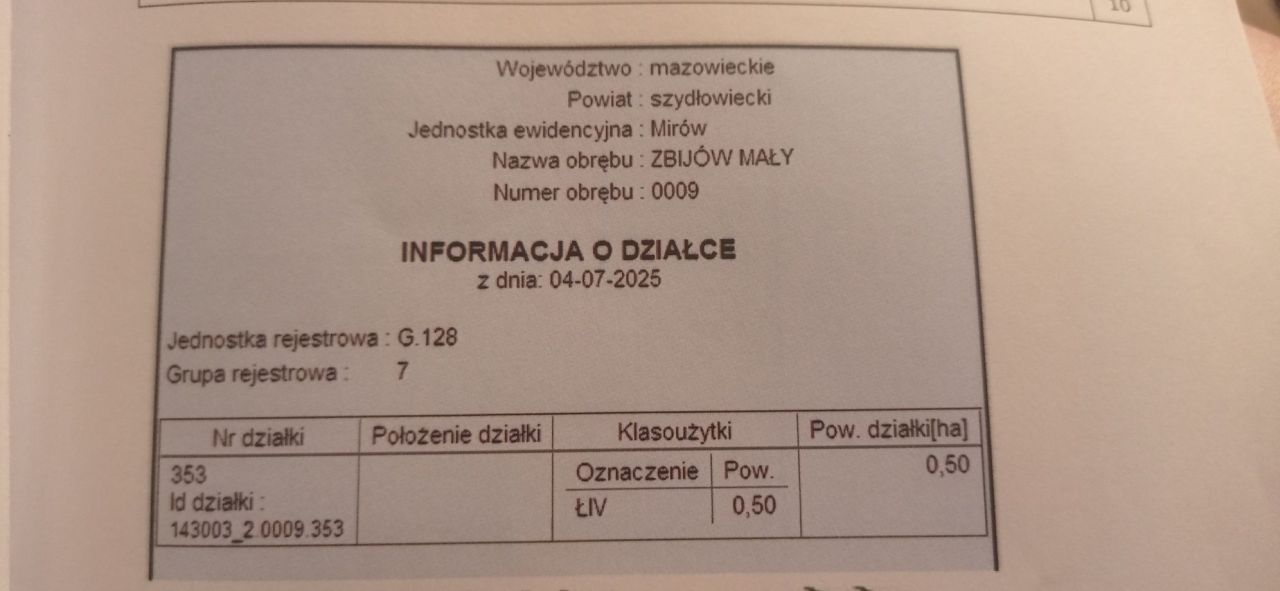 10
Województwo : mazowieckie
Powiat : szydłowiecki
Jednostka ewidencyjna : Mirów
Nazwa obrębu : ZBIJÓW MAŁY
Numer obrębu : 0009
INFORMACJA O DZIAŁCE
z dnia: 04-07-2025
Jednostka rejestrowa : G.128
Grupa rejestrowa : 7
Nr działki Położenie działki Klasoużytki Pow. działki[ha]
353 Oznaczenie Pow. 0,50
Id działki : ŁIV 0,50
143003_2.0009.353